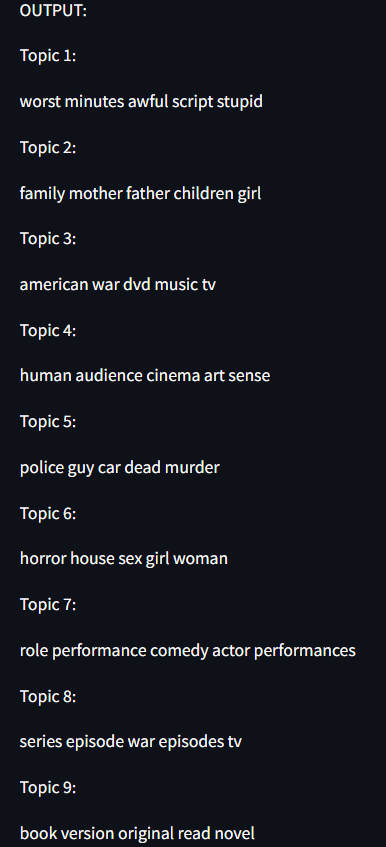 OUTPUT:
Topic 1:
worst minutes awful script stupid
Topic 2:
family mother father children girl
Topic 3:
american war dvd music tv
Topic 4:
human audience cinema art sense
Topic 5:
police guy car dead murder
Topic 6:
horror house sex girl woman
Topic 7:
role performance comedy actor performances
Topic 8:
series episode war episodes tv
Topic 9:
book version original read novel